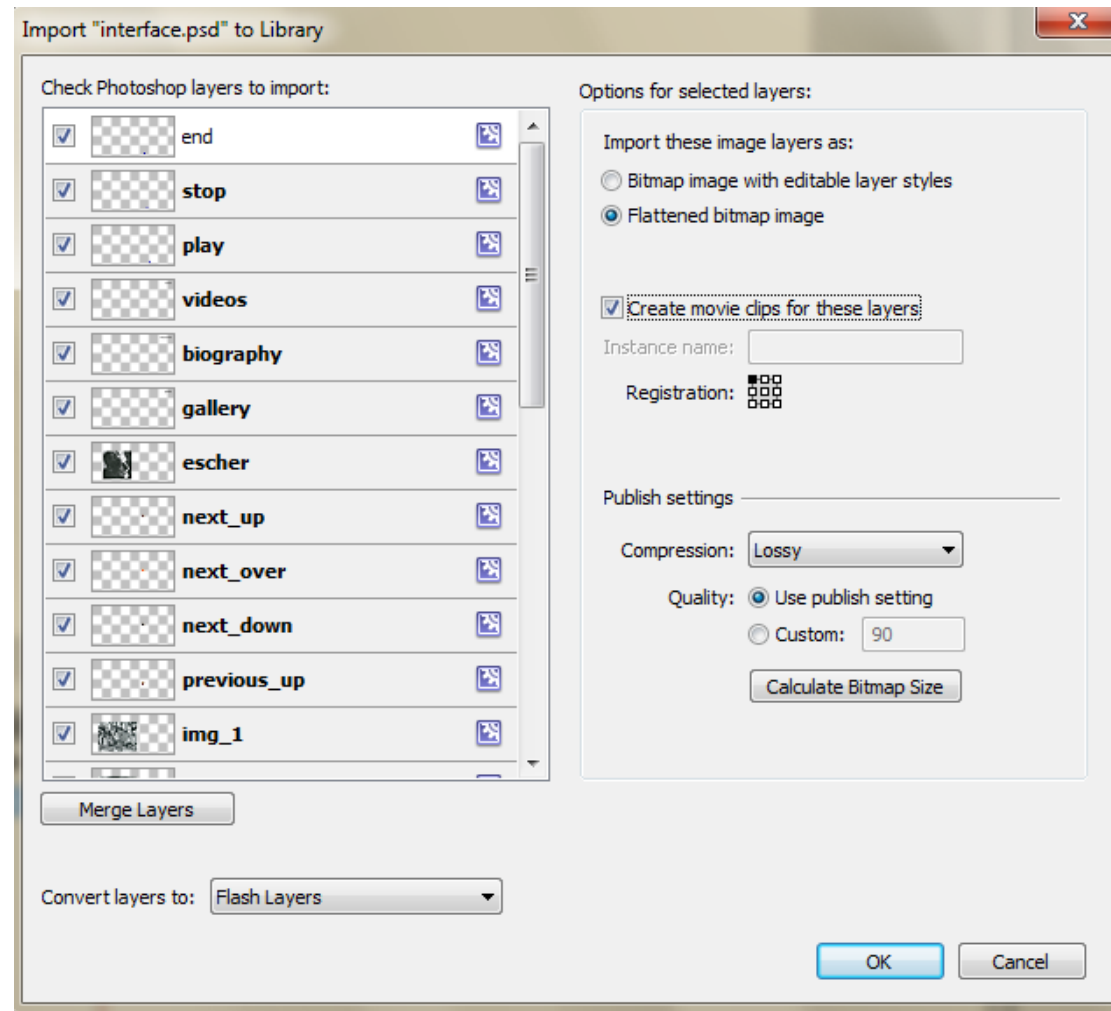 Import "interface.psd" to Library
X
Check Photoshop layers to import:
end
stop
play
videos
biography
gallery
escher
next_up
next_over
next_down
previous_up
img_1
Merge Layers
Convert layers to: Flash Layers
Options for selected layers:
Import these image layers as:
Bitmap image with editable layer styles
Flattened bitmap image
Create movie clips for these layers
Instance name:
Registration:
Publish settings
Compression: Lossy
Quality: Use publish setting
Custom: 90
Calculate Bitmap Size
OK Cancel